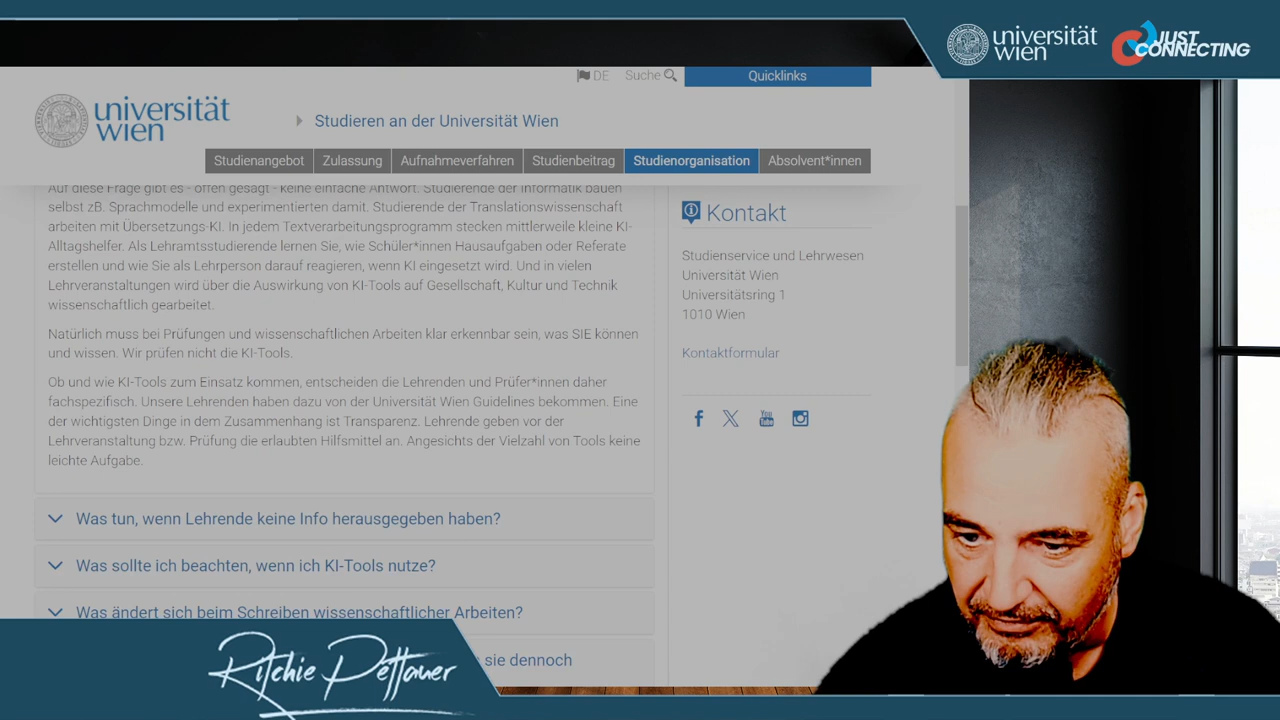 universität
wien
JUST
CONNECTING
DE
Suche
Quicklinks
universität
wien
Studieren an der Universität Wien
Studienangebot
Zulassung
Aufnahmeverfahren
Studienbeitrag
Studienorganisation
Absolvent*innen
Auf diese Frage gibt es - offen gesagt - keine einfache Antwort. Studierende der Informatik bauen
selbst zB. Sprachmodelle und experimentierten damit. Studierende der Translationswissenschaft
arbeiten mit Übersetzungs-KI. In jedem Textverarbeitungsprogramm stecken mittlerweile kleine KI-
Alltagshelfer. Als Lehramtsstudierende lernen Sie, wie Schüler*innen Hausaufgaben oder Referate
erstellen und wie Sie als Lehrperson darauf reagieren, wenn KI eingesetzt wird. Und in vielen
Lehrveranstaltungen wird über die Auswirkung von KI-Tools auf Gesellschaft, Kultur und Technik
wissenschaftlich gearbeitet.
Natürlich muss bei Prüfungen und wissenschaftlichen Arbeiten klar erkennbar sein, was SIE können
und wissen. Wir prüfen nicht die KI-Tools.
Ob und wie KI-Tools zum Einsatz kommen, entscheiden die Lehrenden und Prüfer*innen daher
fachspezifisch. Unsere Lehrenden haben dazu von der Universität Wien Guidelines bekommen. Eine
der wichtigsten Dinge in dem Zusammenhang ist Transparenz. Lehrende geben vor der
Lehrveranstaltung bzw. Prüfung die erlaubten Hilfsmittel an. Angesichts der Vielzahl von Tools keine
leichte Aufgabe.
Was tun, wenn Lehrende keine Info herausgegeben haben?
Was sollte ich beachten, wenn ich KI-Tools nutze?
Was ändert sich beim Schreiben wissenschaftlicher Arbeiten?
sie dennoch
Kontakt
Studienservice und Lehrwesen
Universität Wien
Universitätsring 1
1010 Wien
Kontaktformular
You
Tube
Ritchie Pettauer